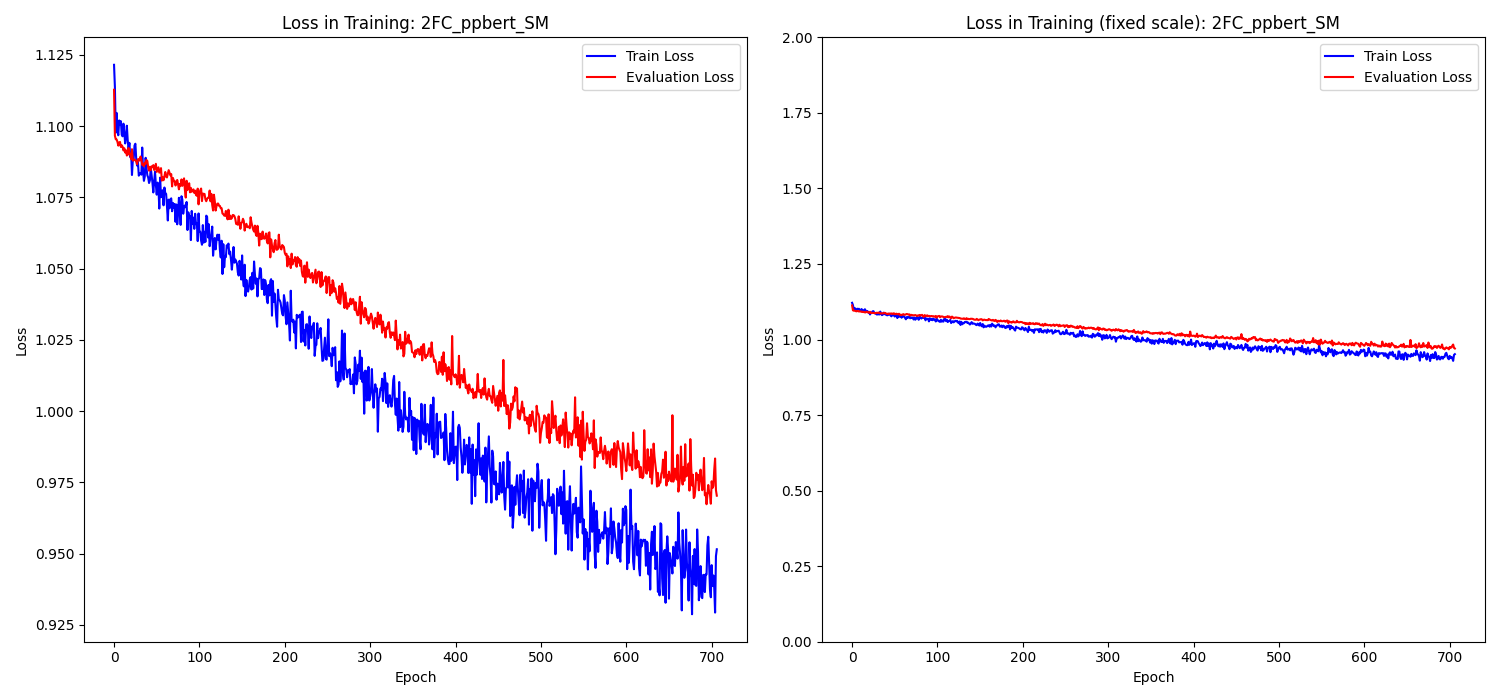 Loss in Training: 2FC_ppbert_SM
Train Loss
Evaluation Loss
Loss
1.125
1.100
1.075
1.050
1.025
1.000
0.975
0.950
0.925
0 100 200 300 400 500 600 700
Epoch
Loss in Training (fixed scale): 2FC_ppbert_SM
Train Loss
Evaluation Loss
Loss
2.00
1.75
1.50
1.25
1.00
0.75
0.50
0.25
0.00
0 100 200 300 400 500 600 700
Epoch